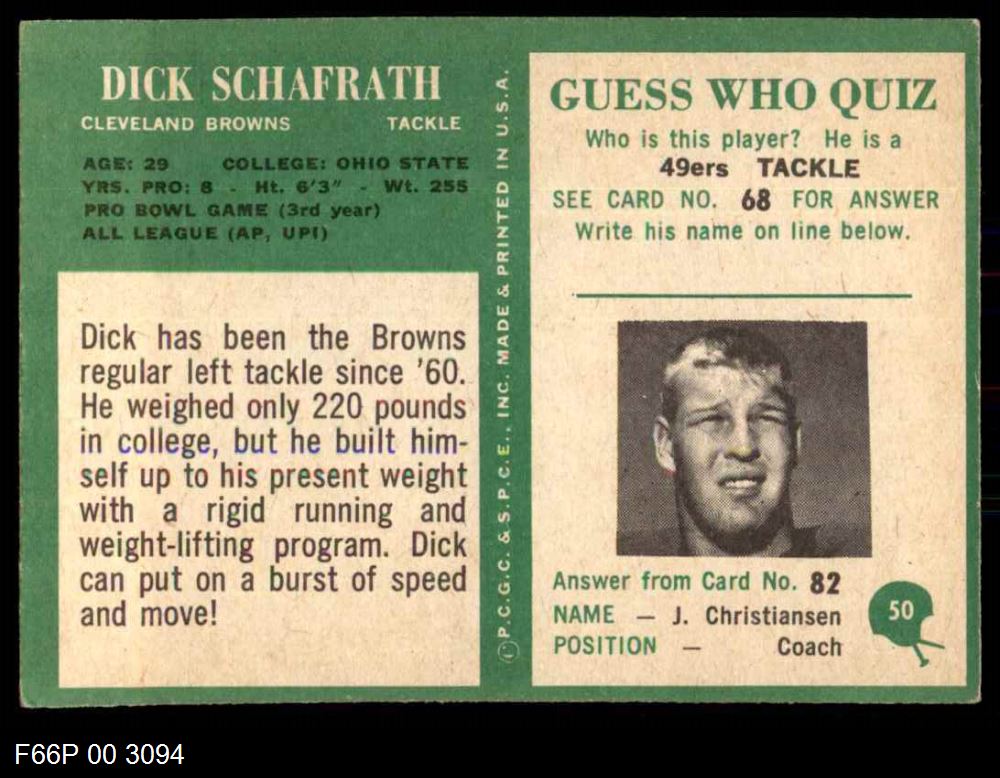 DICK SCHAFRATH
CLEVELAND BROWNS TACKLE
AGE: 29 COLLEGE: OHIO STATE
YRS. PRO: 8 - Ht. 6'3" - Wt. 255
PRO BOWL GAME (3rd year)
ALL LEAGUE (AP, UPI)
Dick has been the Browns
regular left tackle since '60.
He weighed only 220 pounds
in college, but he built him-
self up to his present weight
with a rigid running and
weight-lifting program. Dick
can put on a burst of speed
and move!
©P.C.G.C. & S.P.C.E., INC. MADE & PRINTED IN U.S.A.
GUESS WHO QUIZ
Who is this player? He is a
49ers TACKLE
SEE CARD NO. 68 FOR ANSWER
Write his name on line below.
Answer from Card No. 82
NAME — J. Christiansen
POSITION — Coach
50
F66P 00 3094